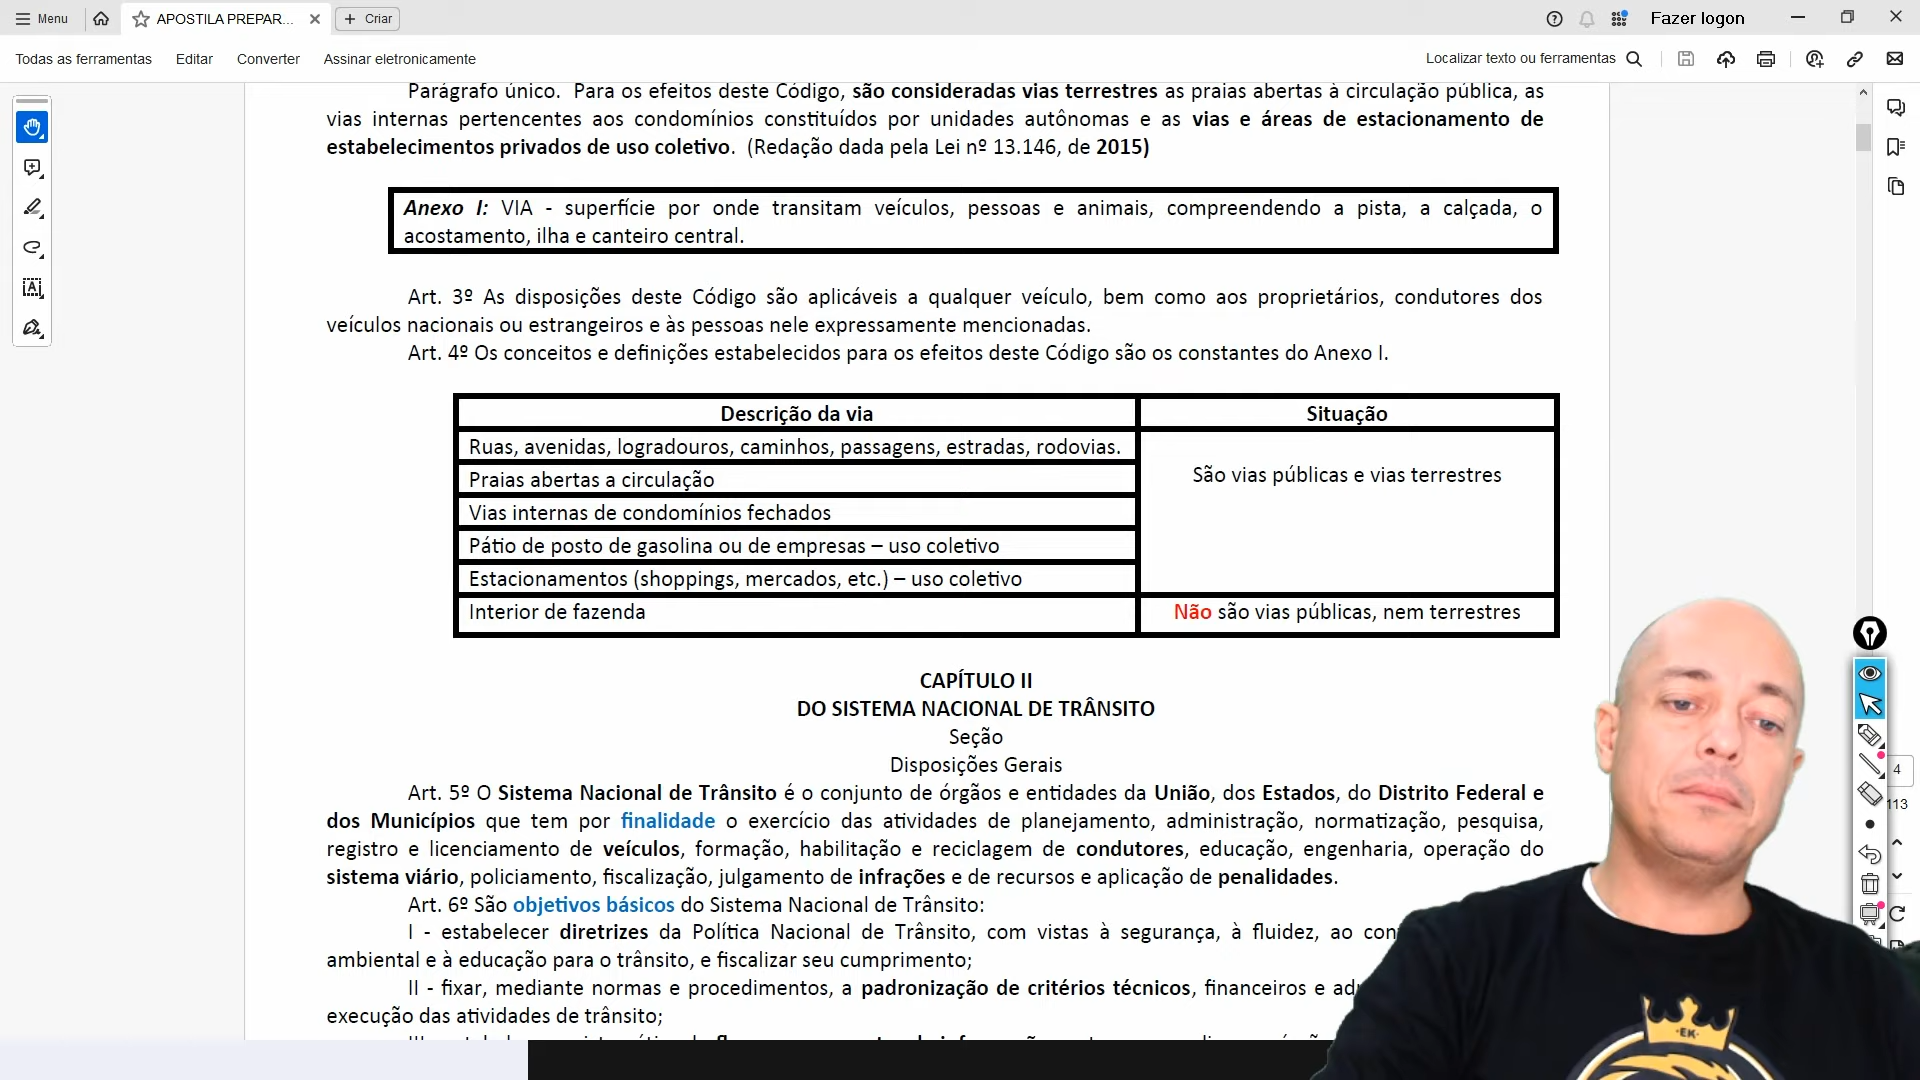 Menu
APOSTILA PREPAR...
Criar
Fazer logon
Todas as ferramentas
Editar
Converter
Assinar eletronicamente
Localizar texto ou ferramentas
Parágrafo único. Para os efeitos deste Código, são consideradas vias terrestres as praias abertas à circulação pública, as
vias internas pertencentes aos condomínios constituídos por unidades autônomas e as vias e áreas de estacionamento de
estabelecimentos privados de uso coletivo. (Redação dada pela Lei nº 13.146, de 2015)
Anexo I: VIA - superfície por onde transitam veículos, pessoas e animais, compreendendo a pista, a calçada, o
acostamento, ilha e canteiro central.
Art. 3º As disposições deste Código são aplicáveis a qualquer veículo, bem como aos proprietários, condutores dos
veículos nacionais ou estrangeiros e às pessoas nele expressamente mencionadas.
Art. 4º Os conceitos e definições estabelecidos para os efeitos deste Código são os constantes do Anexo I.
Descrição da via
Situação
Ruas, avenidas, logradouros, caminhos, passagens, estradas, rodovias.
São vias públicas e vias terrestres
Praias abertas a circulação
Vias internas de condomínios fechados
Pátio de posto de gasolina ou de empresas – uso coletivo
Estacionamentos (shoppings, mercados, etc.) – uso coletivo
Interior de fazenda
Não são vias públicas, nem terrestres
CAPÍTULO II
DO SISTEMA NACIONAL DE TRÂNSITO
Seção
Disposições Gerais
Art. 5º O Sistema Nacional de Trânsito é o conjunto de órgãos e entidades da União, dos Estados, do Distrito Federal e
dos Municípios que tem por finalidade o exercício das atividades de planejamento, administração, normatização, pesquisa,
registro e licenciamento de veículos, formação, habilitação e reciclagem de condutores, educação, engenharia, operação do
sistema viário, policiamento, fiscalização, julgamento de infrações e de recursos e aplicação de penalidades.
Art. 6º São objetivos básicos do Sistema Nacional de Trânsito:
I - estabelecer diretrizes da Política Nacional de Trânsito, com vistas à segurança, à fluidez, ao con
ambiental e à educação para o trânsito, e fiscalizar seu cumprimento;
II - fixar, mediante normas e procedimentos, a padronização de critérios técnicos, financeiros e ad
execução das atividades de trânsito;
4
113
EK